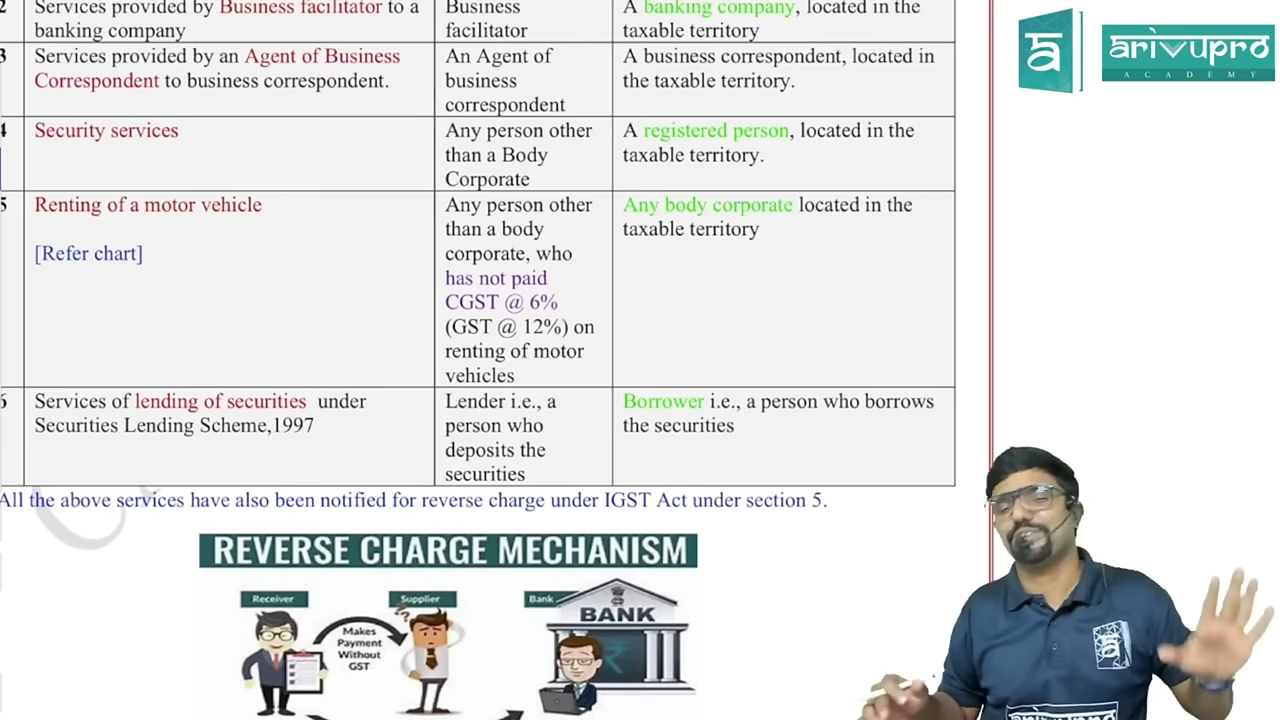 2 Services provided by Business facilitator to a
banking company
Business
facilitator
A banking company, located in the
taxable territory
3 Services provided by an Agent of Business
Correspondent to business correspondent.
An Agent of
business
correspondent
A business correspondent, located in
the taxable territory.
4 Security services
Any person other
than a Body
Corporate
A registered person, located in the
taxable territory.
5 Renting of a motor vehicle
[Refer chart]
Any person other
than a body
corporate, who
has not paid
CGST @ 6%
(GST @ 12%) on
renting of motor
vehicles
Any body corporate located in the
taxable territory
6 Services of lending of securities under
Securities Lending Scheme,1997
Lender i.e., a
person who
deposits the
securities
Borrower i.e., a person who borrows
the securities
All the above services have also been notified for reverse charge under IGST Act under section 5.
REVERSE CHARGE MECHANISM
Receiver
Supplier
Bank
Makes
Payment
Without
GST
BANK
arivupro
ACADEMY
arivupro